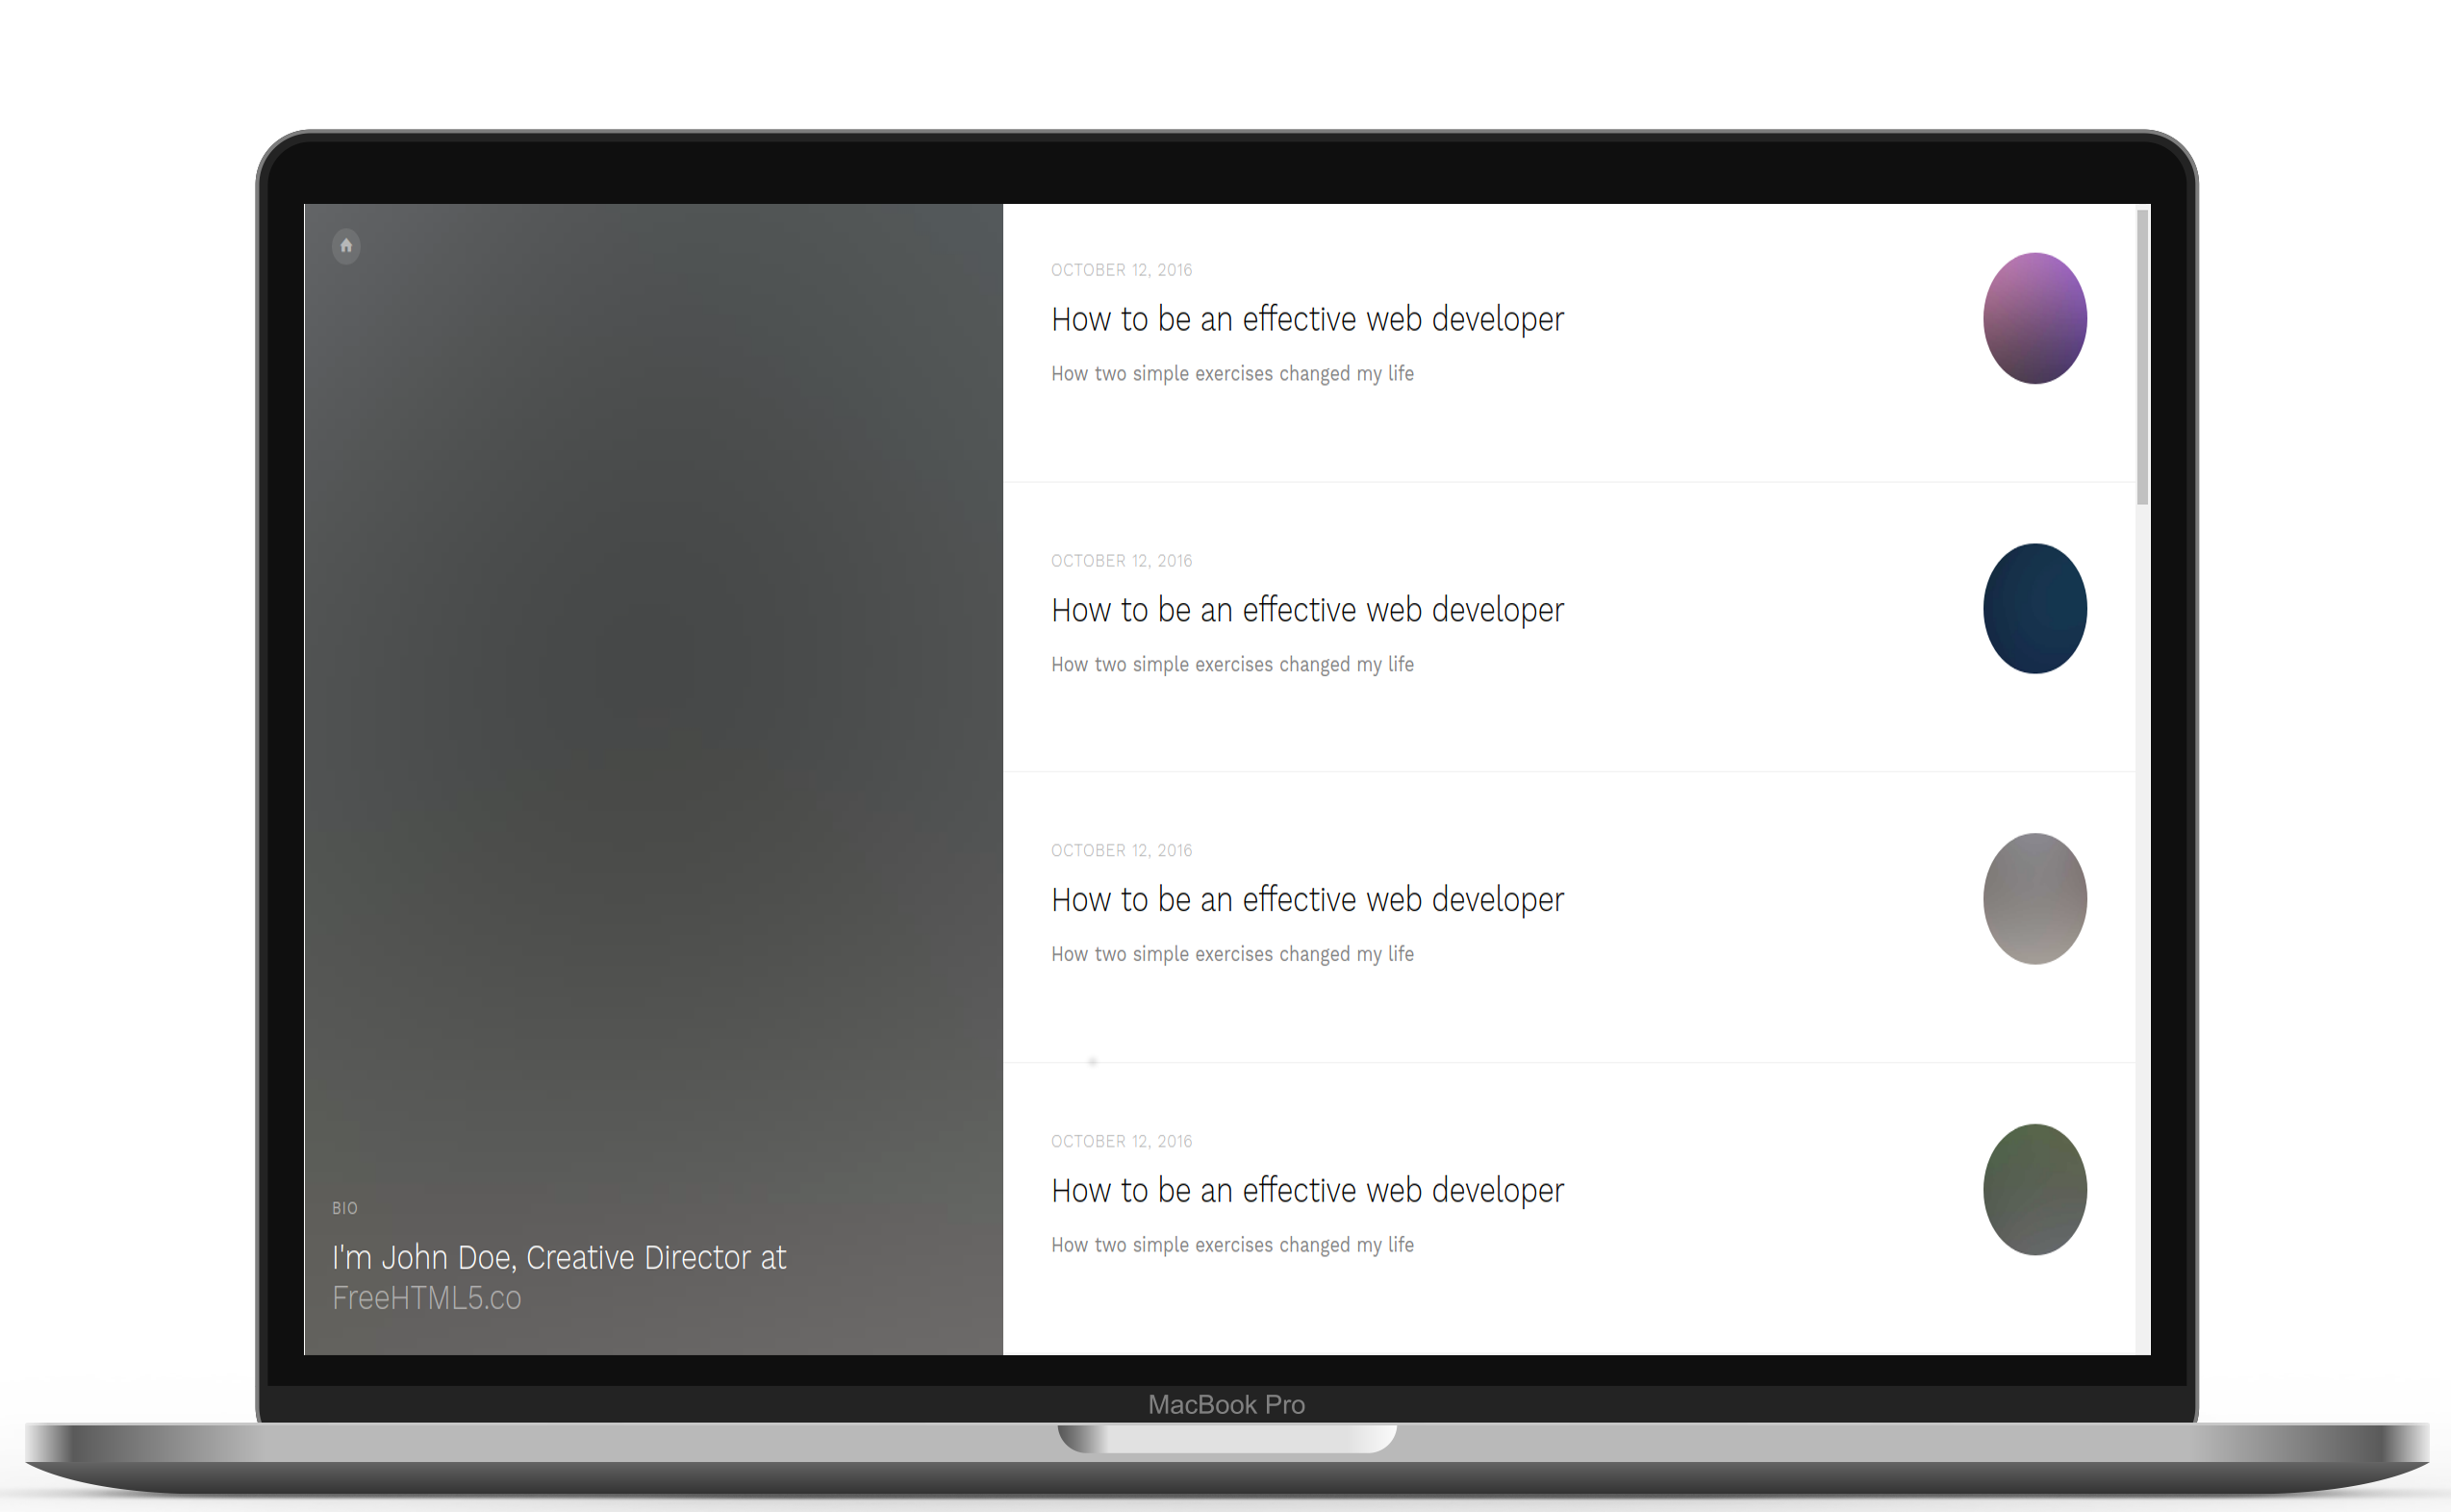 BIO
I'm John Doe, Creative Director at
FreeHTML5.co
OCTOBER 12, 2016
How to be an effective web developer
How two simple exercises changed my life
OCTOBER 12, 2016
How to be an effective web developer
How two simple exercises changed my life
OCTOBER 12, 2016
How to be an effective web developer
How two simple exercises changed my life
OCTOBER 12, 2016
How to be an effective web developer
How two simple exercises changed my life
MacBook Pro